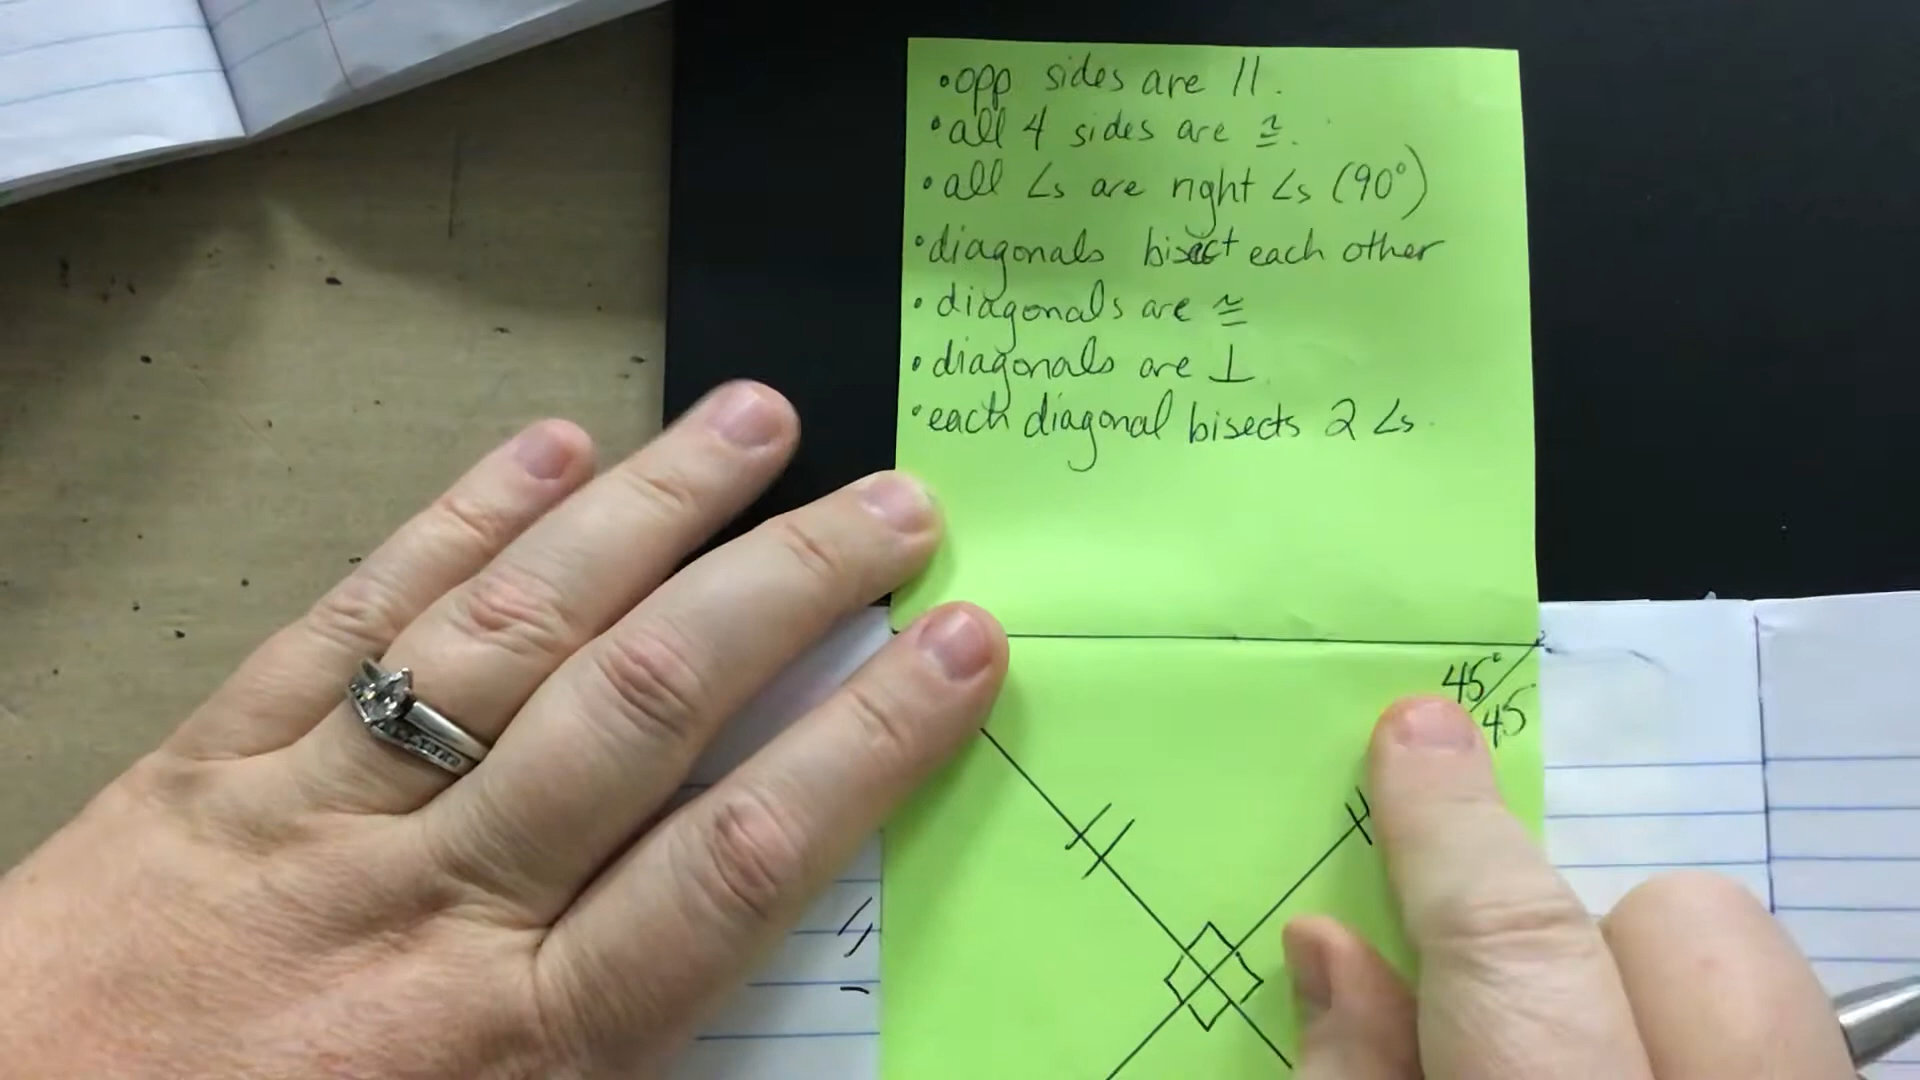 •opp sides are ||.
•all 4 sides are ≅.
•all ∠s are right ∠s (90°)
•diagonals bisect each other
•diagonals are ≅
•diagonals are ⊥
•each diagonal bisects 2 ∠s.
45°
45